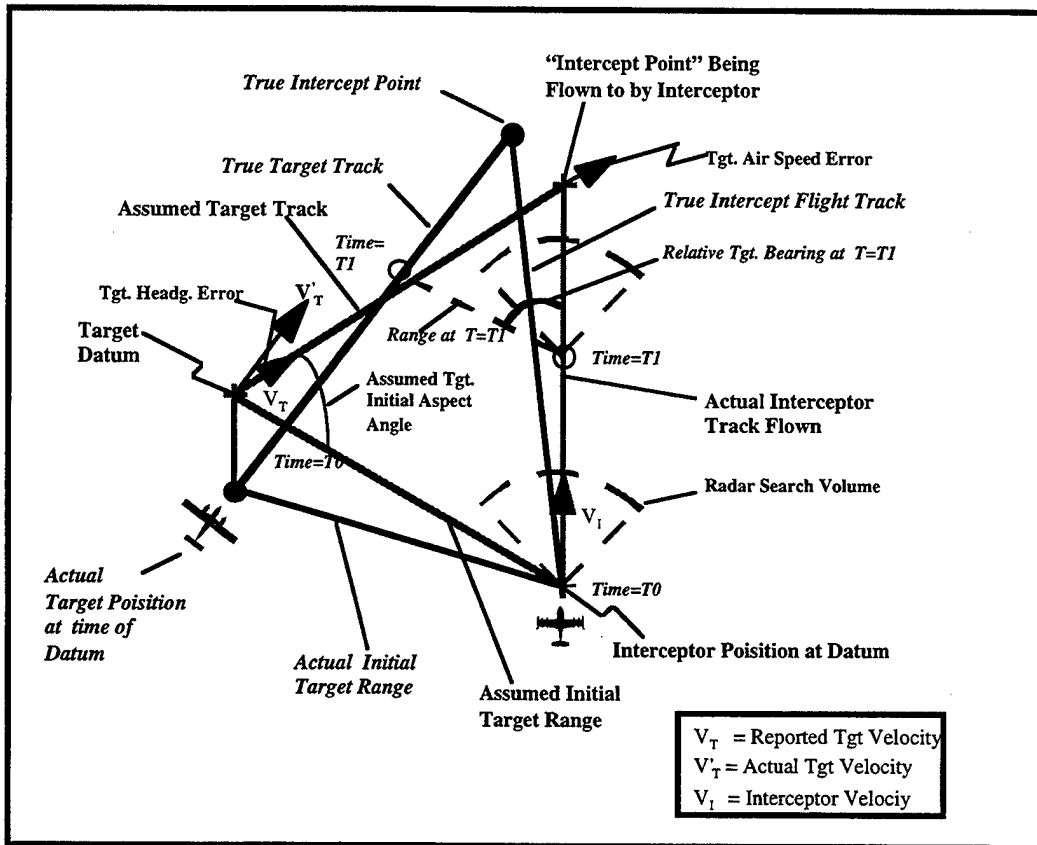 "Intercept Point" Being
Flown to by Interceptor
True Intercept Point
Tgt. Air Speed Error
True Target Track
True Intercept Flight Track
Assumed Target Track
Time=
T1
Relative Tgt. Bearing at T=T1
Tgt. Headg. Error
V'T
Range at T=T1
Target
Datum
Time=T1
VT
Assumed Tgt.
Initial Aspect
Angle
Actual Interceptor
Track Flown
Time=T0
Radar Search Volume
VI
Actual
Target Poisition
at time of
Datum
Time=T0
Interceptor Poisition at Datum
Actual Initial
Target Range
Assumed Initial
Target Range
VT = Reported Tgt Velocity
V'T = Actual Tgt Velocity
VI = Interceptor Velociy